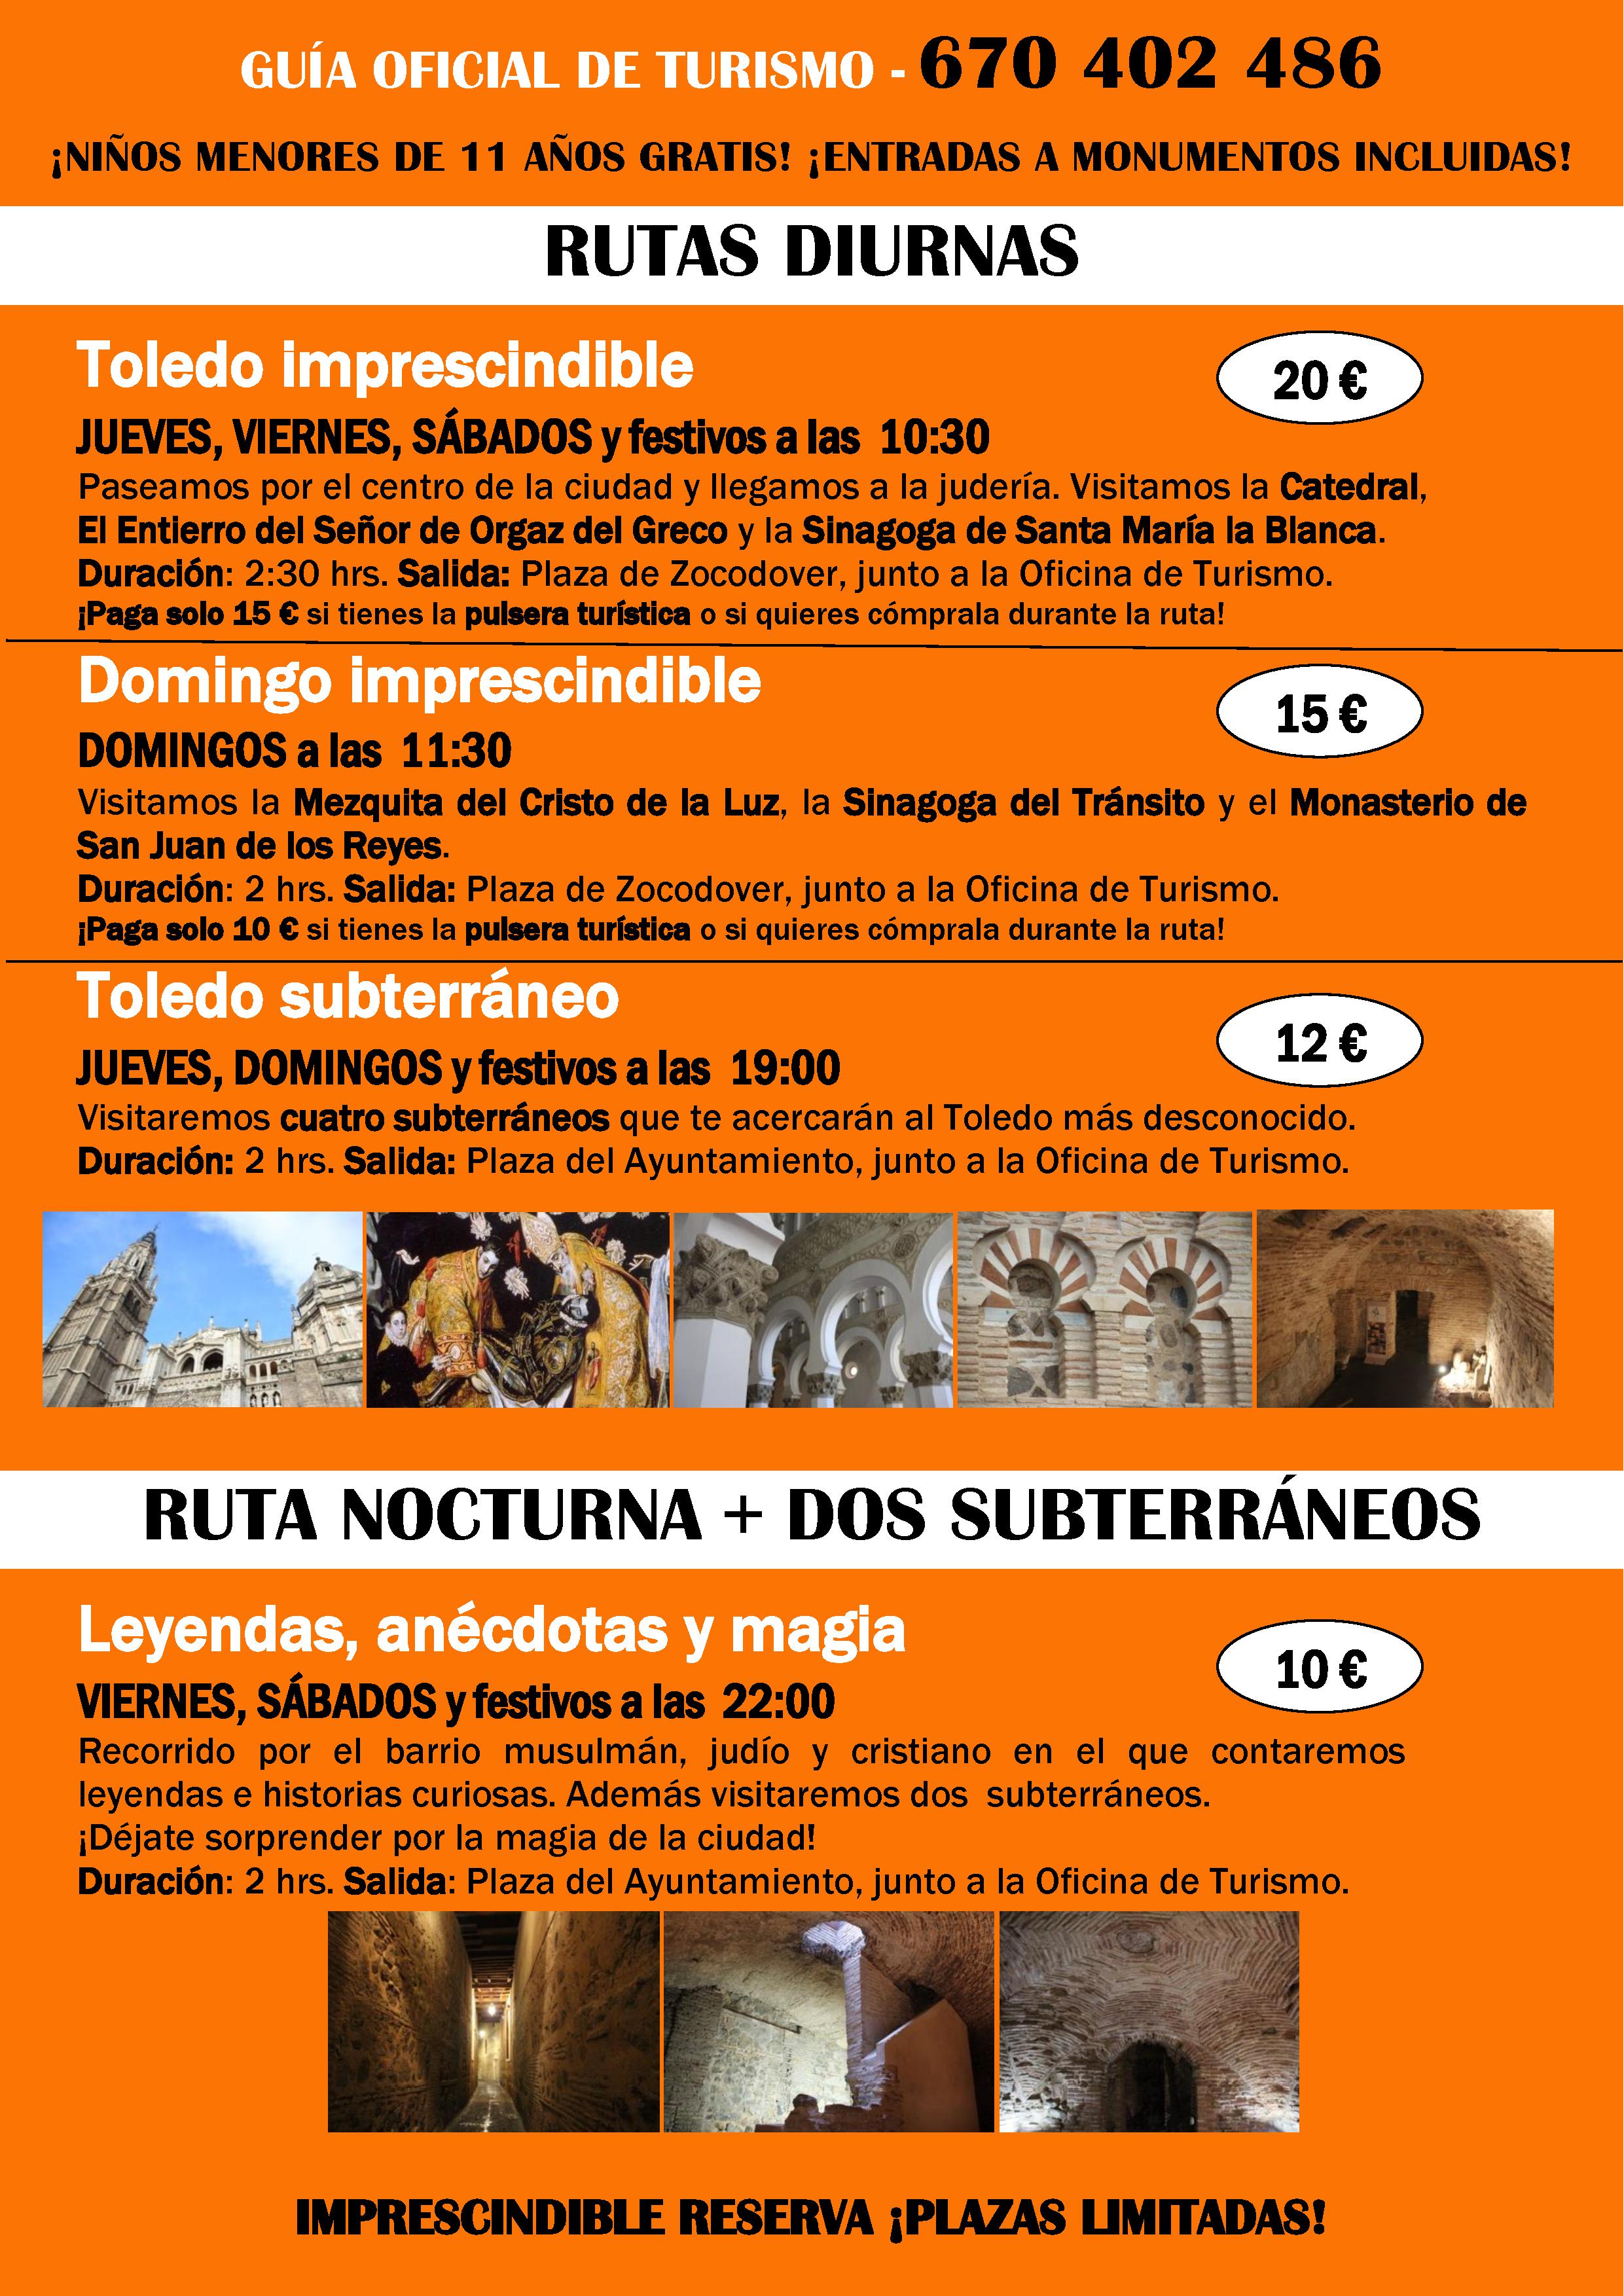 GUÍA OFICIAL DE TURISMO - 670 402 486
¡NIÑOS MENORES DE 11 AÑOS GRATIS! ¡ENTRADAS A MONUMENTOS INCLUIDAS!
RUTAS DIURNAS
Toledo imprescindible
20 €
JUEVES, VIERNES, SÁBADOS y festivos a las 10:30
Paseamos por el centro de la ciudad y llegamos a la judería. Visitamos la Catedral,
El Entierro del Señor de Orgaz del Greco y la Sinagoga de Santa María la Blanca.
Duración: 2:30 hrs. Salida: Plaza de Zocodover, junto a la Oficina de Turismo.
¡Paga solo 15 € si tienes la pulsera turística o si quieres cómprala durante la ruta!
Domingo imprescindible
15 €
DOMINGOS a las 11:30
Visitamos la Mezquita del Cristo de la Luz, la Sinagoga del Tránsito y el Monasterio de
San Juan de los Reyes.
Duración: 2 hrs. Salida: Plaza de Zocodover, junto a la Oficina de Turismo.
¡Paga solo 10 € si tienes la pulsera turística o si quieres cómprala durante la ruta!
Toledo subterráneo
12 €
JUEVES, DOMINGOS y festivos a las 19:00
Visitaremos cuatro subterráneos que te acercarán al Toledo más desconocido.
Duración: 2 hrs. Salida: Plaza del Ayuntamiento, junto a la Oficina de Turismo.
RUTA NOCTURNA + DOS SUBTERRÁNEOS
Leyendas, anécdotas y magia
10 €
VIERNES, SÁBADOS y festivos a las 22:00
Recorrido por el barrio musulmán, judío y cristiano en el que contaremos
leyendas e historias curiosas. Además visitaremos dos subterráneos.
¡Déjate sorprender por la magia de la ciudad!
Duración: 2 hrs. Salida: Plaza del Ayuntamiento, junto a la Oficina de Turismo.
IMPRESCINDIBLE RESERVA ¡PLAZAS LIMITADAS!